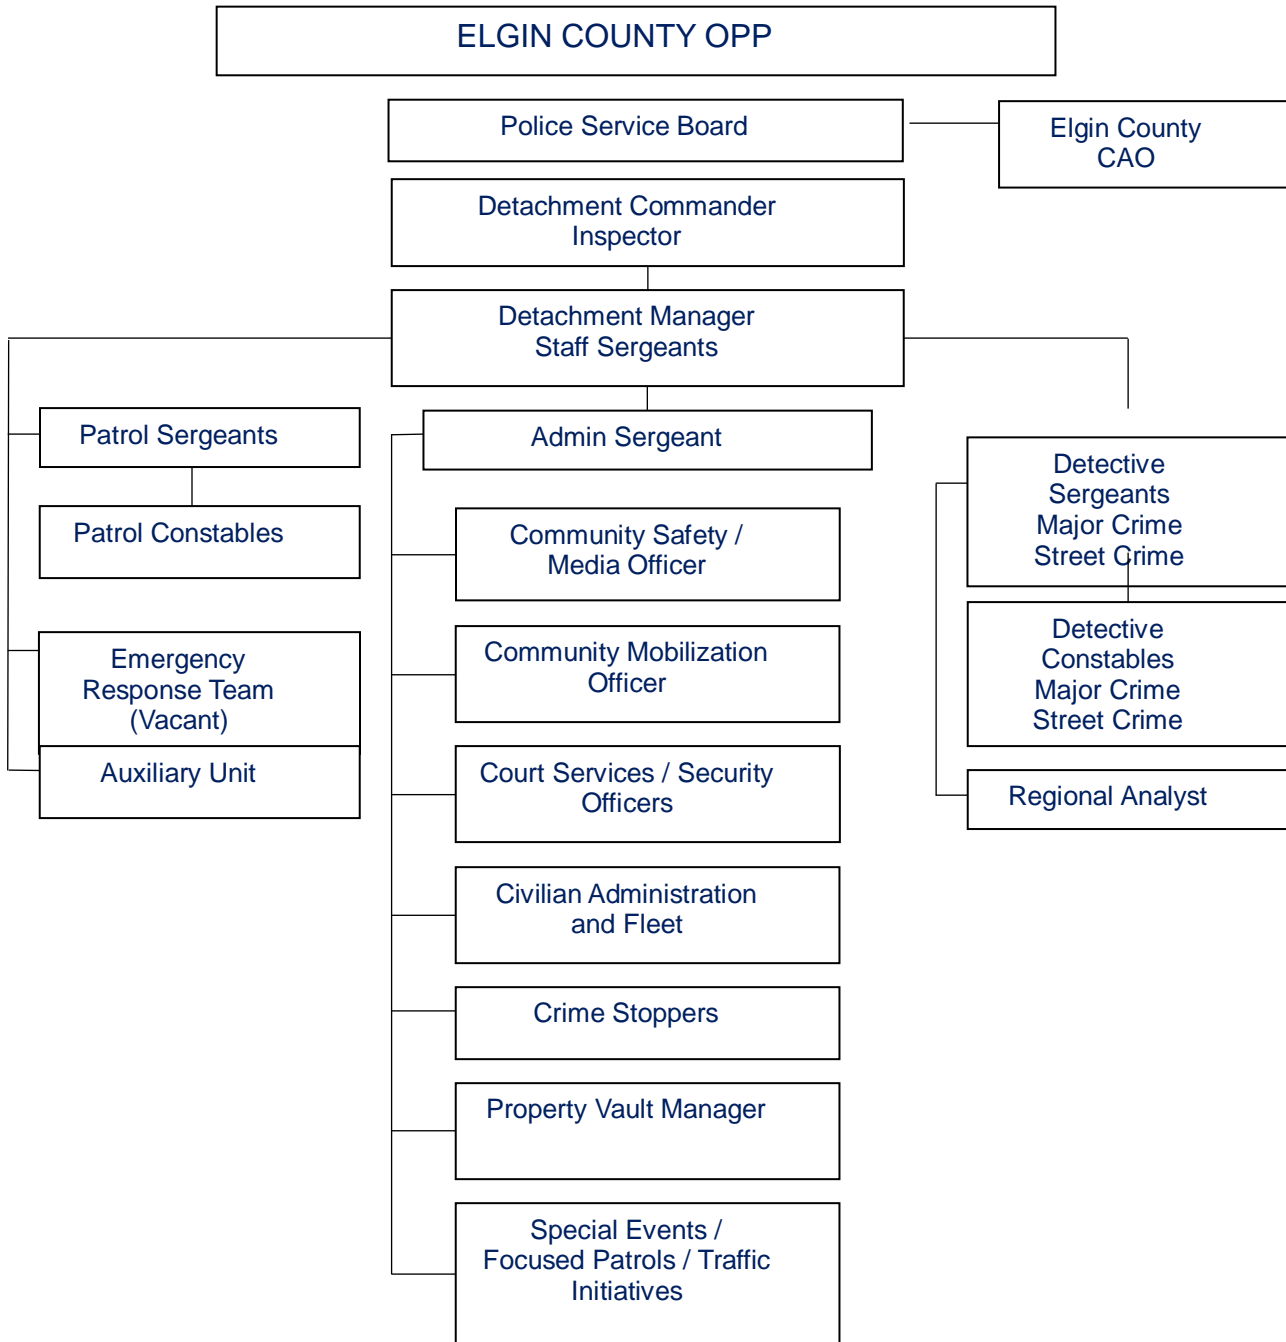 ELGIN COUNTY OPP
Police Service Board
Elgin County
CAO
Detachment Commander
Inspector
Detachment Manager
Staff Sergeants
Patrol Sergeants
Patrol Constables
Emergency
Response Team
(Vacant)
Auxiliary Unit
Admin Sergeant
Community Safety /
Media Officer
Community Mobilization
Officer
Court Services / Security
Officers
Civilian Administration
and Fleet
Crime Stoppers
Property Vault Manager
Special Events /
Focused Patrols / Traffic
Initiatives
Detective
Sergeants
Major Crime
Street Crime
Detective
Constables
Major Crime
Street Crime
Regional Analyst